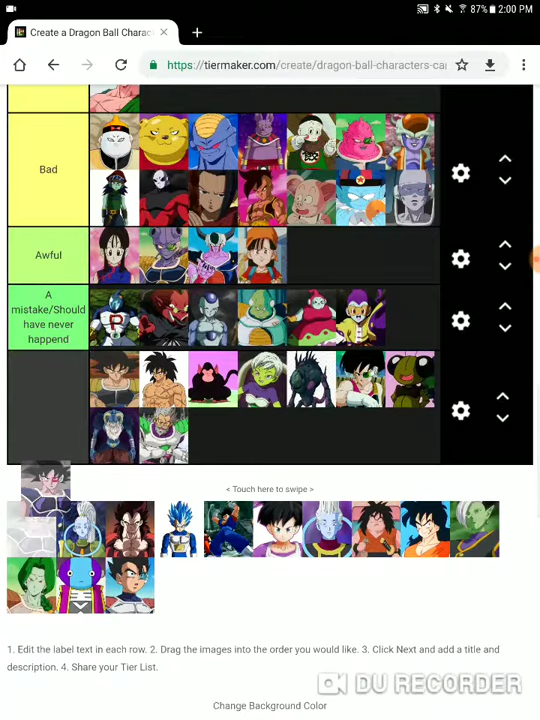 87% 2:00 PM
Create a Dragon Ball Charac
https://tiermaker.com/create/dragon-ball-characters-ca
Bad
Awful
A
mistake/Should
have never
happend
< Touch here to swipe >
1. Edit the label text in each row. 2. Drag the images into the order you would like. 3. Click Next and add a title and
description. 4. Share your Tier List.
DU RECORDER
Change Background Color